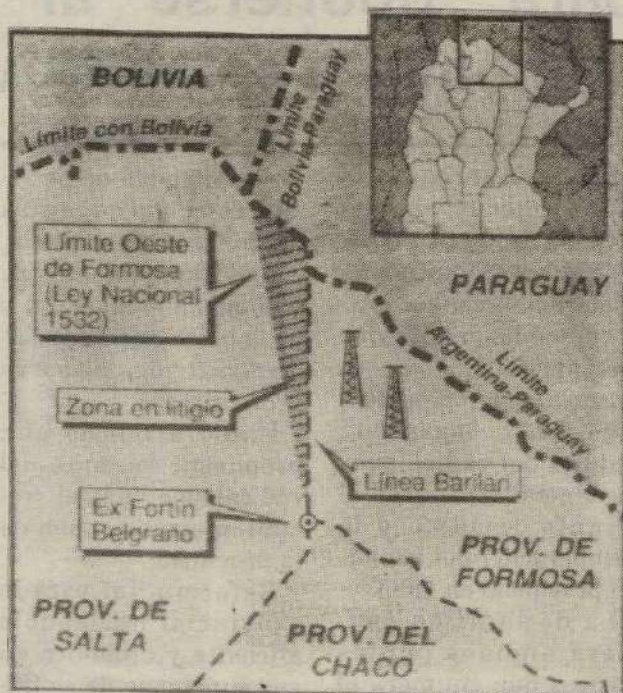 BOLIVIA
Límite con Bolivia
Límite
Bolivia-Paraguay
Límite Oeste
de Formosa
(Ley Nacional
1532)
PARAGUAY
Límite
Argentina-Paraguay
Zona en litigio
Línea Barilari
Ex Fortín
Belgrano
PROV. DE
FORMOSA
PROV. DE
SALTA
PROV. DEL
CHACO